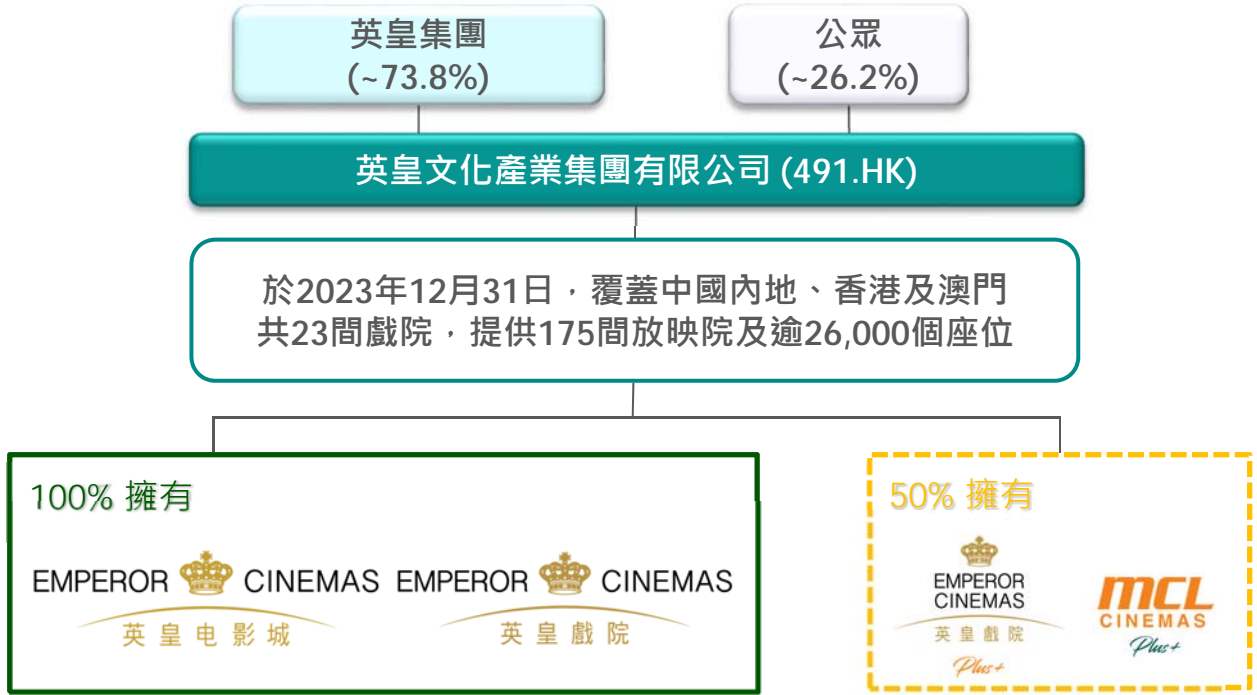 英皇集團
(~73.8%)
公眾
(~26.2%)
英皇文化產業集團有限公司 (491.HK)
於2023年12月31日，覆蓋中國內地、香港及澳門
共23間戲院，提供175間放映院及逾26,000個座位
100% 擁有
EMPEROR CINEMAS
英皇电影城
EMPEROR CINEMAS
英皇戲院
50% 擁有
EMPEROR
CINEMAS
英皇戲院
Plus+
mcl
CINEMAS
Plus+